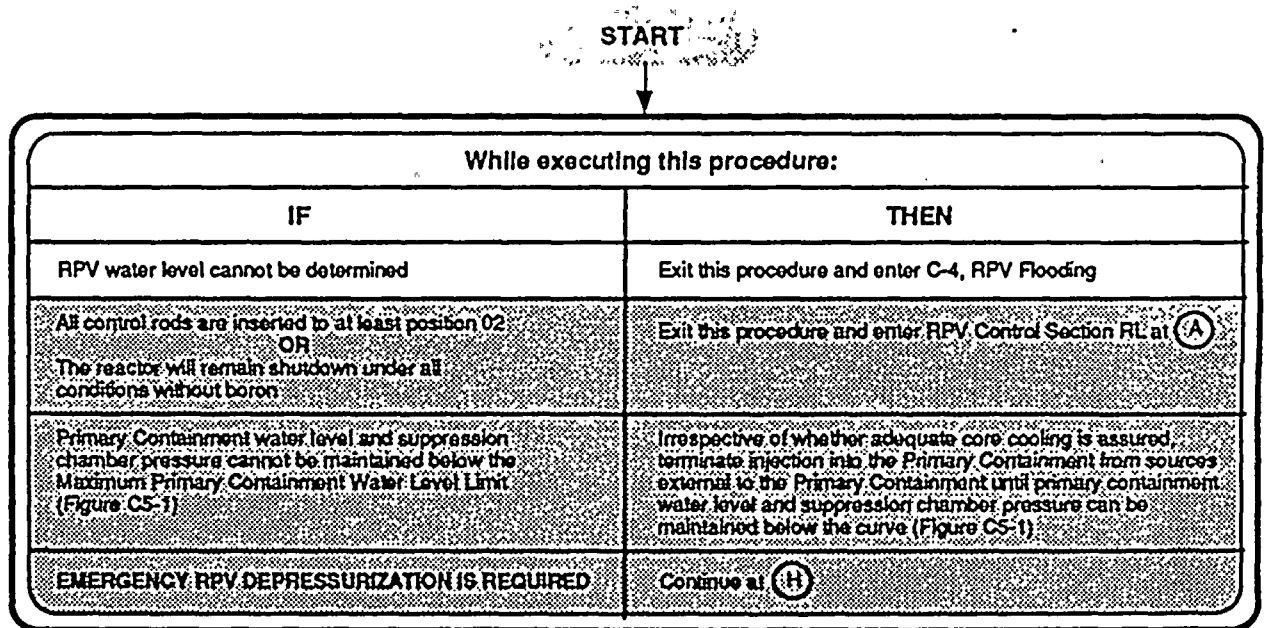 START
While executing this procedure:
IF
THEN
RPV water level cannot be determined
Exit this procedure and enter C-4, RPV Flooding
All control rods are inserted to at least position 02
OR
The reactor will remain shutdown under all
conditions without boron
Exit this procedure and enter RPV Control Section RL at A
Primary Containment water level and suppression
chamber pressure cannot be maintained below the
Maximum Primary Containment Water Level Limit
(Figure C5-1)
Irrespective of whether adequate core cooling is assured,
terminate injection into the Primary Containment from sources
external to the Primary Containment until primary containment
water level and suppression chamber pressure can be
maintained below the curve (Figure C5-1)
EMERGENCY RPV DEPRESSURIZATION IS REQUIRED
Continue at H